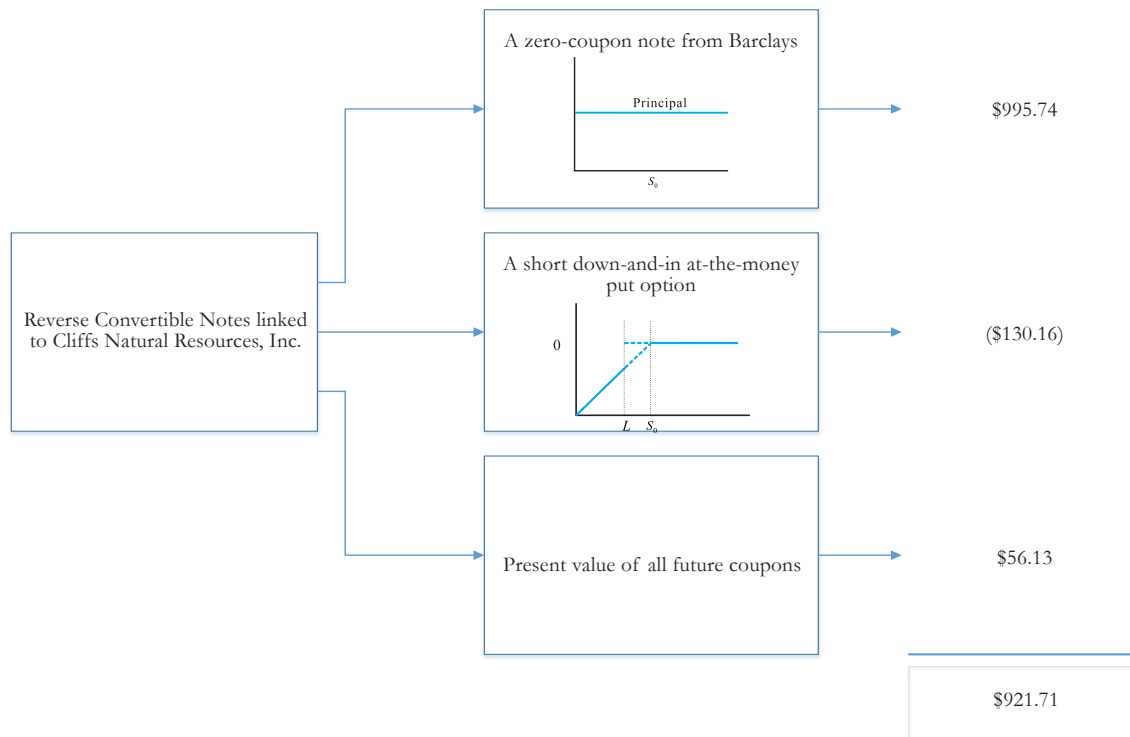 A zero-coupon note from Barclays
Principal
S₀
$995.74
Reverse Convertible Notes linked
to Cliffs Natural Resources, Inc.
A short down-and-in at-the-money
put option
0
L S₀
($130.16)
Present value of all future coupons
$56.13
$921.71